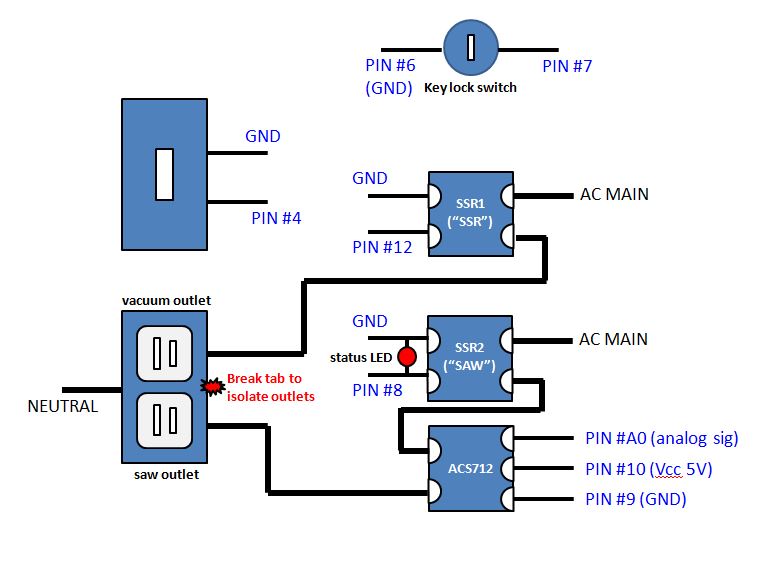 PIN #6
(GND)
Key lock switch
PIN #7
GND
PIN #4
GND
PIN #12
SSR1
(“SSR”)
AC MAIN
vacuum outlet
GND
status LED
PIN #8
SSR2
(“SAW”)
AC MAIN
Break tab to
isolate outlets
NEUTRAL
saw outlet
ACS712
PIN #A0 (analog sig)
PIN #10 (Vcc 5V)
PIN #9 (GND)